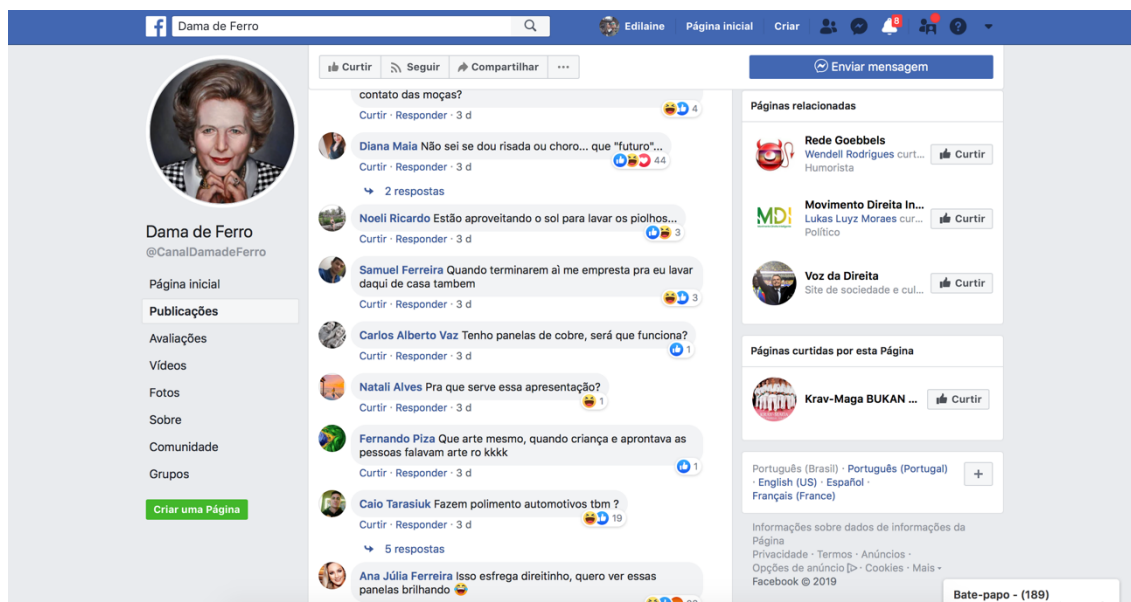 Dama de Ferro
Edilaine
Página inicial
Criar
8
Curtir
Seguir
Compartilhar
Enviar mensagem
Dama de Ferro
@CanalDamadeFerro
Página inicial
Publicações
Avaliações
Vídeos
Fotos
Sobre
Comunidade
Grupos
Criar uma Página
contato das moças?
4
Curtir · Responder · 3 d
Diana Maia Não sei se dou risada ou choro... que "futuro"...
44
Curtir · Responder · 3 d
2 respostas
Noeli Ricardo Estão aproveitando o sol para lavar os piolhos...
3
Curtir · Responder · 3 d
Samuel Ferreira Quando terminarem aì me empresta pra eu lavar
daqui de casa tambem
3
Curtir · Responder · 3 d
Carlos Alberto Vaz Tenho panelas de cobre, será que funciona?
1
Curtir · Responder · 3 d
Natali Alves Pra que serve essa apresentação?
1
Curtir · Responder · 3 d
Fernando Piza Que arte mesmo, quando criança e aprontava as
pessoas falavam arte ro kkkk
1
Curtir · Responder · 3 d
Caio Tarasiuk Fazem polimento automotivos tbm ?
19
Curtir · Responder · 3 d
5 respostas
Ana Júlia Ferreira Isso esfrega direitinho, quero ver essas
panelas brilhando
Páginas relacionadas
Rede Goebbels
Wendell Rodrigues curt...
Humorista
Curtir
Movimento Direita In...
Lukas Luyz Moraes cur...
Político
Curtir
MDI
Voz da Direita
Site de sociedade e cul...
Curtir
Páginas curtidas por esta Página
Krav-Maga BUKAN ...
Curtir
Português (Brasil) · Português (Portugal)
· English (US) · Español ·
Français (France)
Informações sobre dados de informações da
Página
Privacidade · Termos · Anúncios ·
Opções de anúncio · Cookies · Mais
Facebook © 2019
Bate-papo - (189)